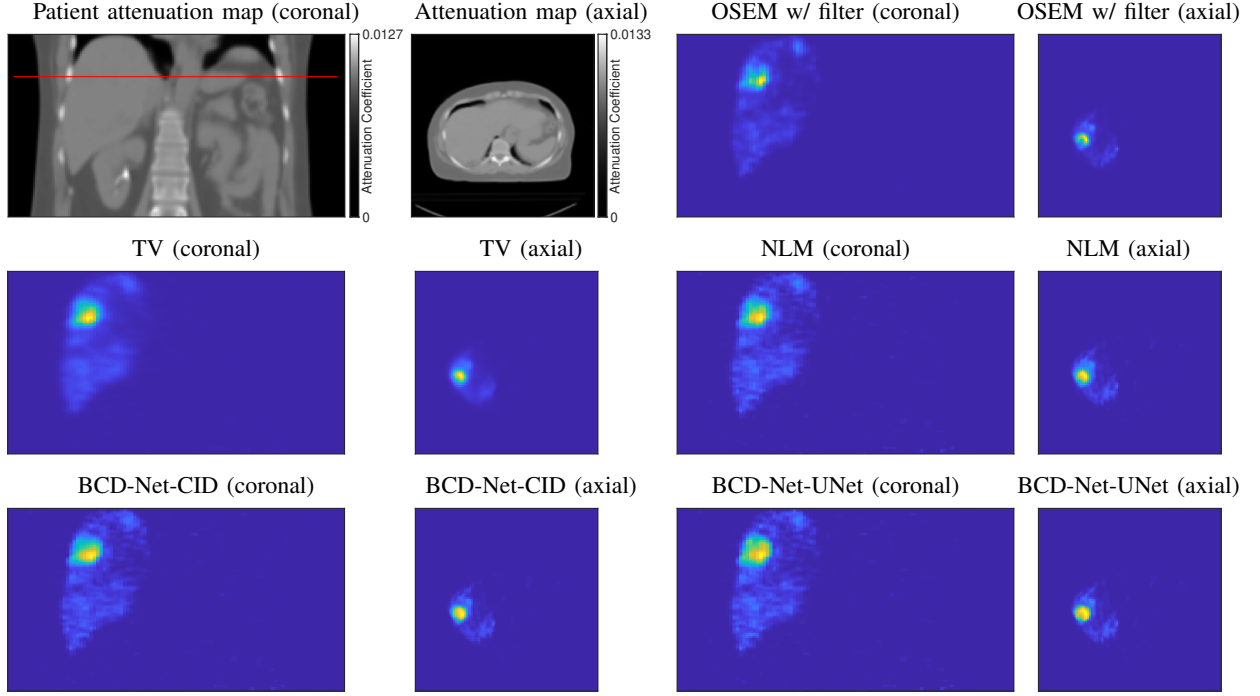 Patient attenuation map (coronal)
Attenuation map (axial)
OSEM w/ filter (coronal)
OSEM w/ filter (axial)
0.0127
Attenuation Coefficient
0
0.0133
Attenuation Coefficient
0
TV (coronal)
TV (axial)
NLM (coronal)
NLM (axial)
BCD-Net-CID (coronal)
BCD-Net-CID (axial)
BCD-Net-UNet (coronal)
BCD-Net-UNet (axial)